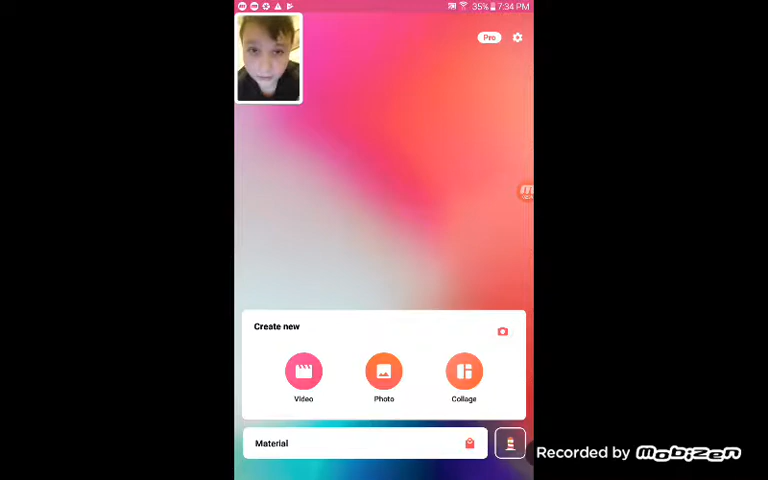 35% 7:34 PM
Pro
Create new
Video Photo Collage
Material
Recorded by MOBIZEN